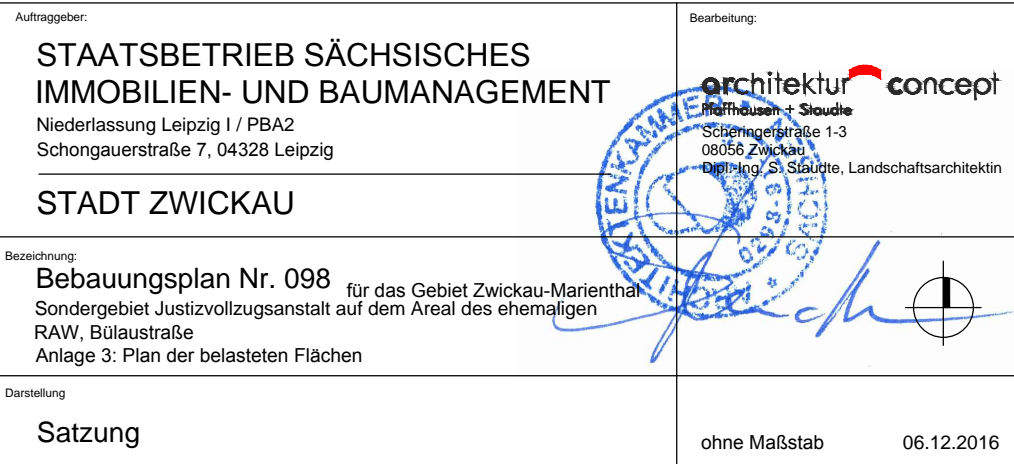 Auftraggeber:
STAATSBETRIEB SÄCHSISCHES
IMMOBILIEN- UND BAUMANAGEMENT
Niederlassung Leipzig I / PBA2
Schongauerstraße 7, 04328 Leipzig
STADT ZWICKAU
Bearbeitung:
architektur concept
Pfaffhausen + Staudte
Scheringerstraße 1-3
08056 Zwickau
Dipl.-Ing. S. Staudte, Landschaftsarchitektin
Bezeichnung:
Bebauungsplan Nr. 098 für das Gebiet Zwickau-Marienthal
Sondergebiet Justizvollzugsanstalt auf dem Areal des ehemaligen
RAW, Bülaustraße
Anlage 3: Plan der belasteten Flächen
Darstellung
Satzung
ohne Maßstab 06.12.2016